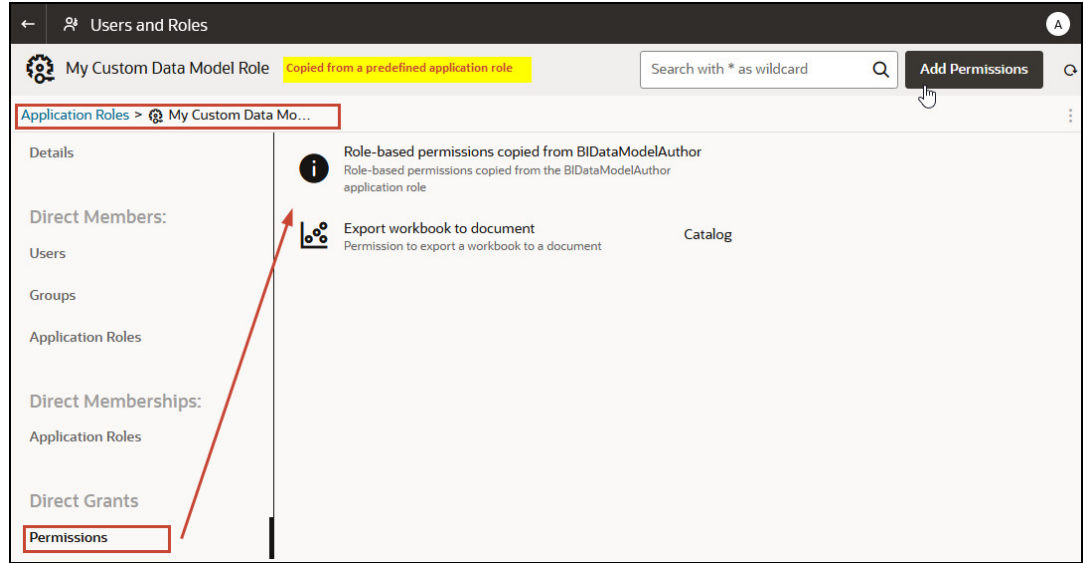 Users and Roles
A
My Custom Data Model Role
Copied from a predefined application role
Search with * as wildcard
Add Permissions
Application Roles > My Custom Data Mo...
Details
Role-based permissions copied from BIDataModelAuthor
Role-based permissions copied from the BIDataModelAuthor
application role
Direct Members:
Export workbook to document
Permission to export a workbook to a document
Catalog
Users
Groups
Application Roles
Direct Memberships:
Application Roles
Direct Grants
Permissions